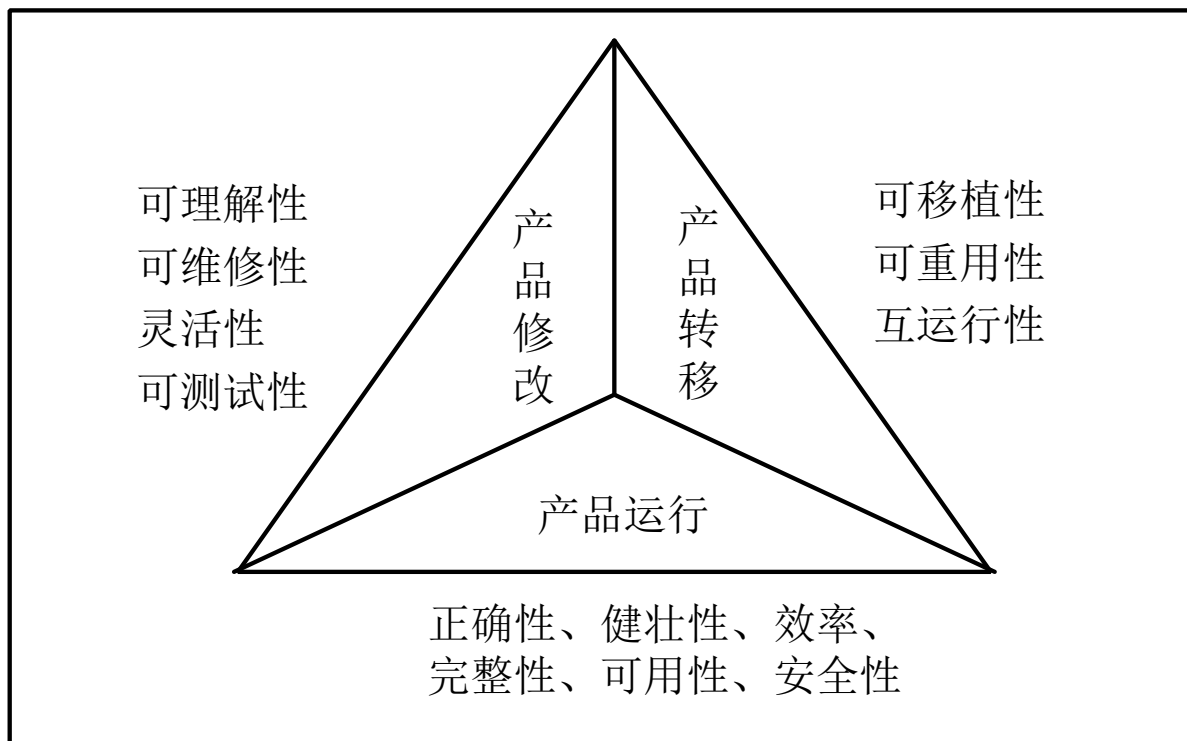 可理解性
可维修性
灵活性
可测试性
产品修改
产品转移
可移植性
可重用性
互运行性
产品运行
正确性、健壮性、效率、
完整性、可用性、安全性